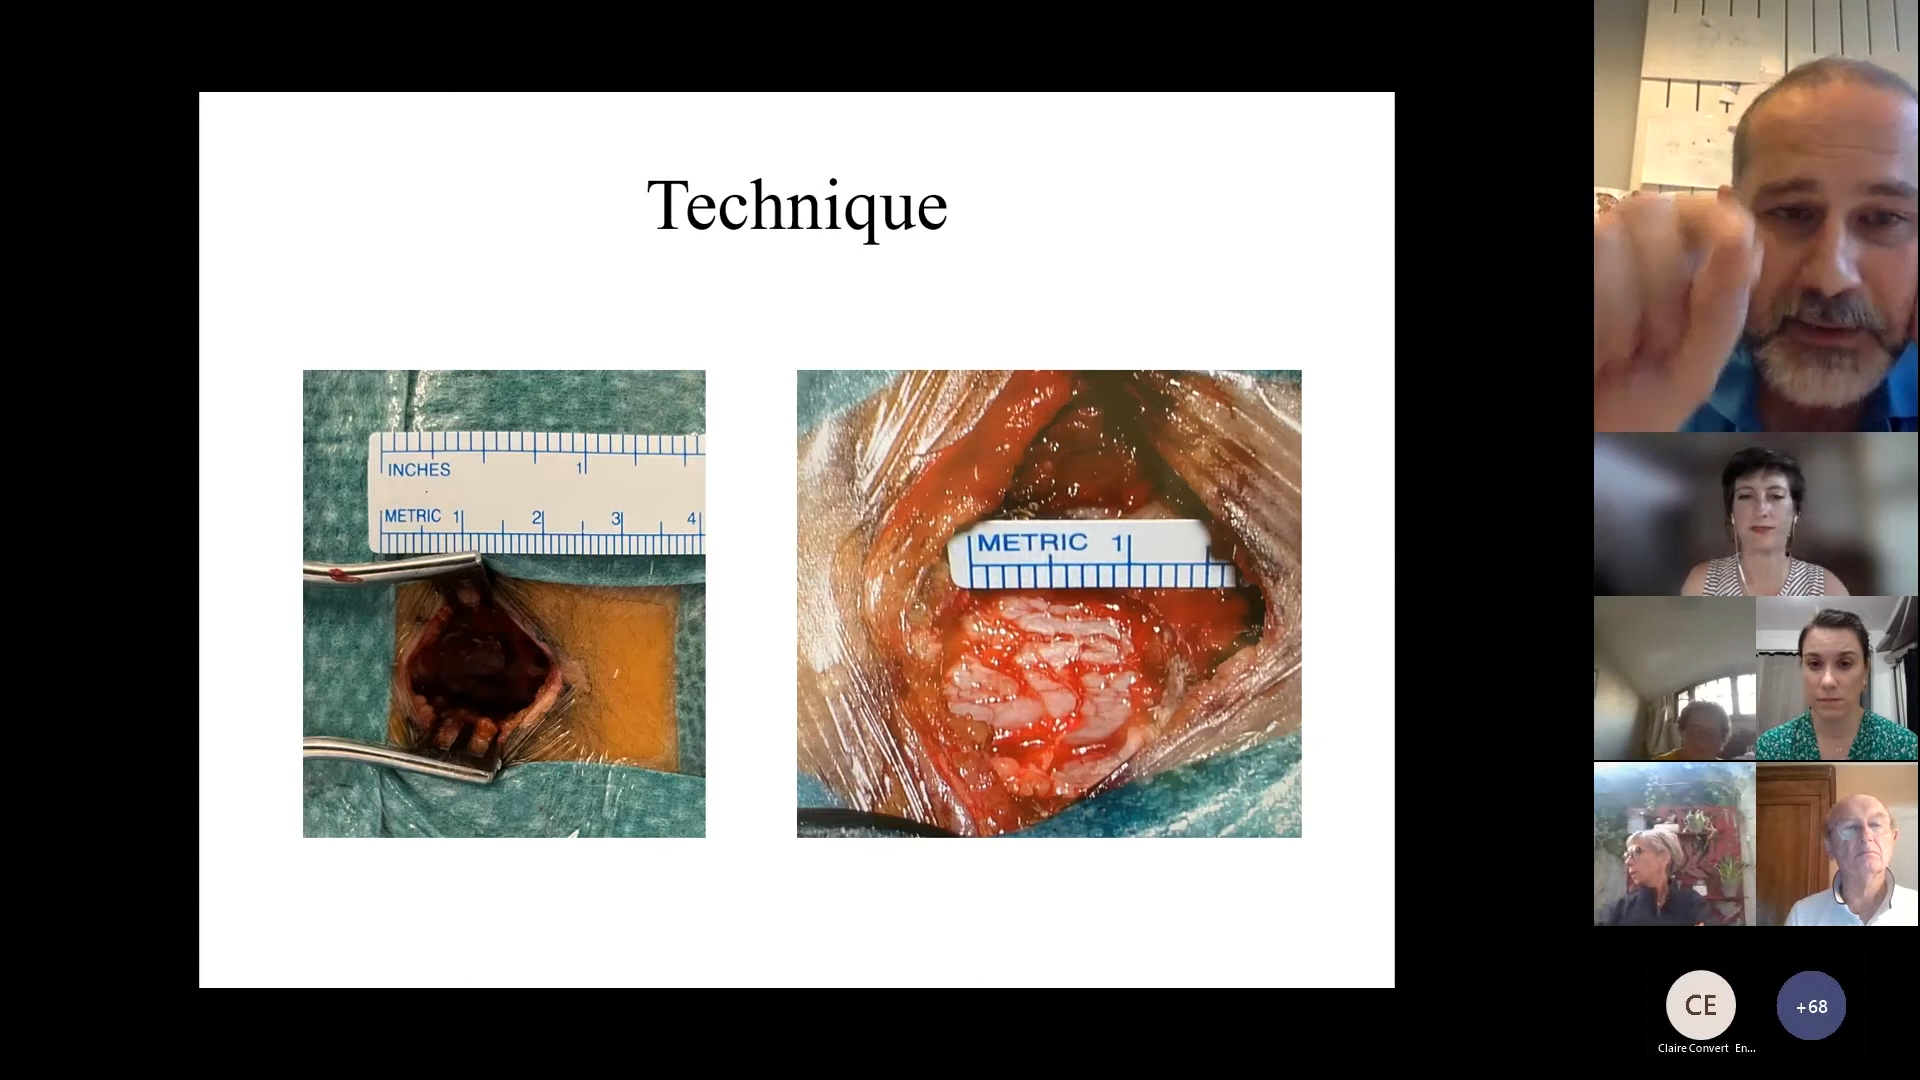 Technique
INCHES 1
METRIC 1 2 3 4
METRIC 1
CE
+68
Claire Convert En...